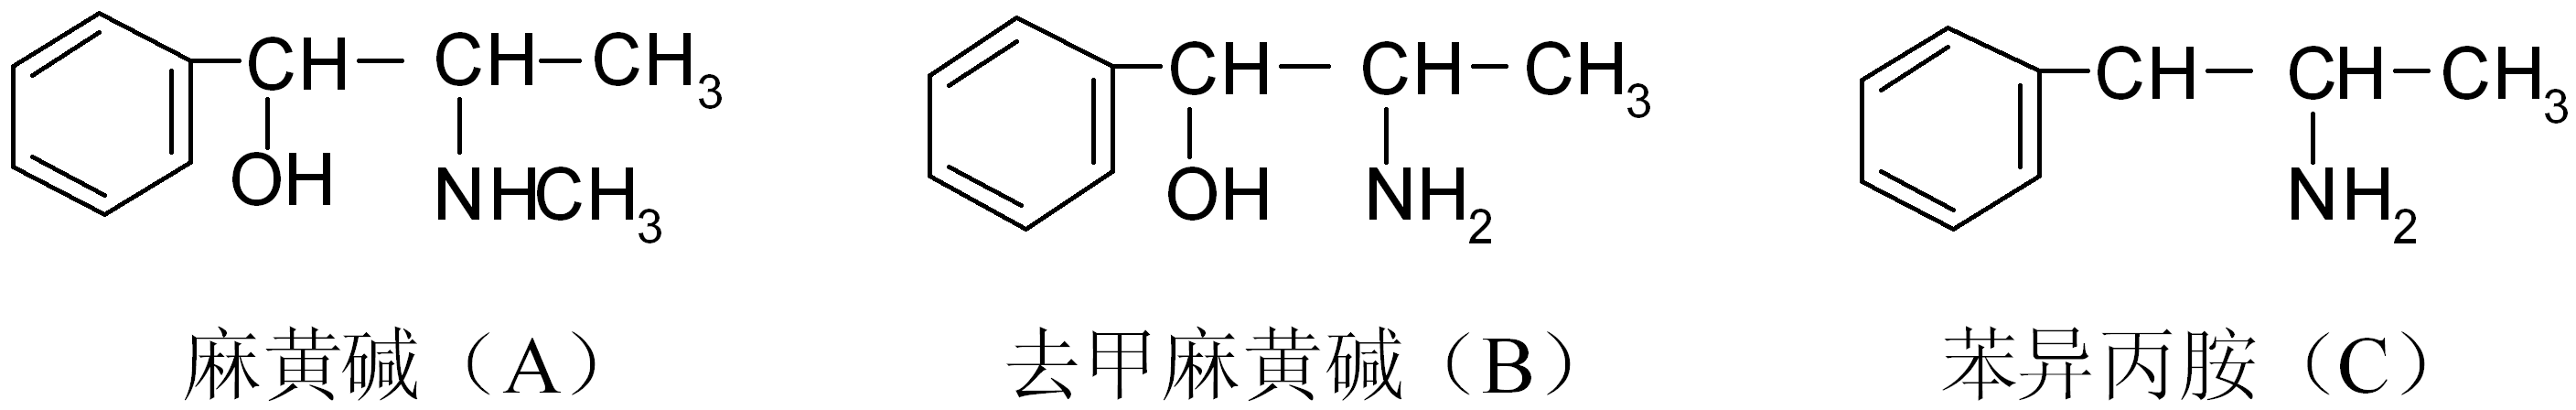 CH CH CH3 CH CH CH3 CH CH CH3
OH NHCH3 OH NH2 NH2
麻黄碱（A） 去甲麻黄碱（B） 苯异丙胺（C）